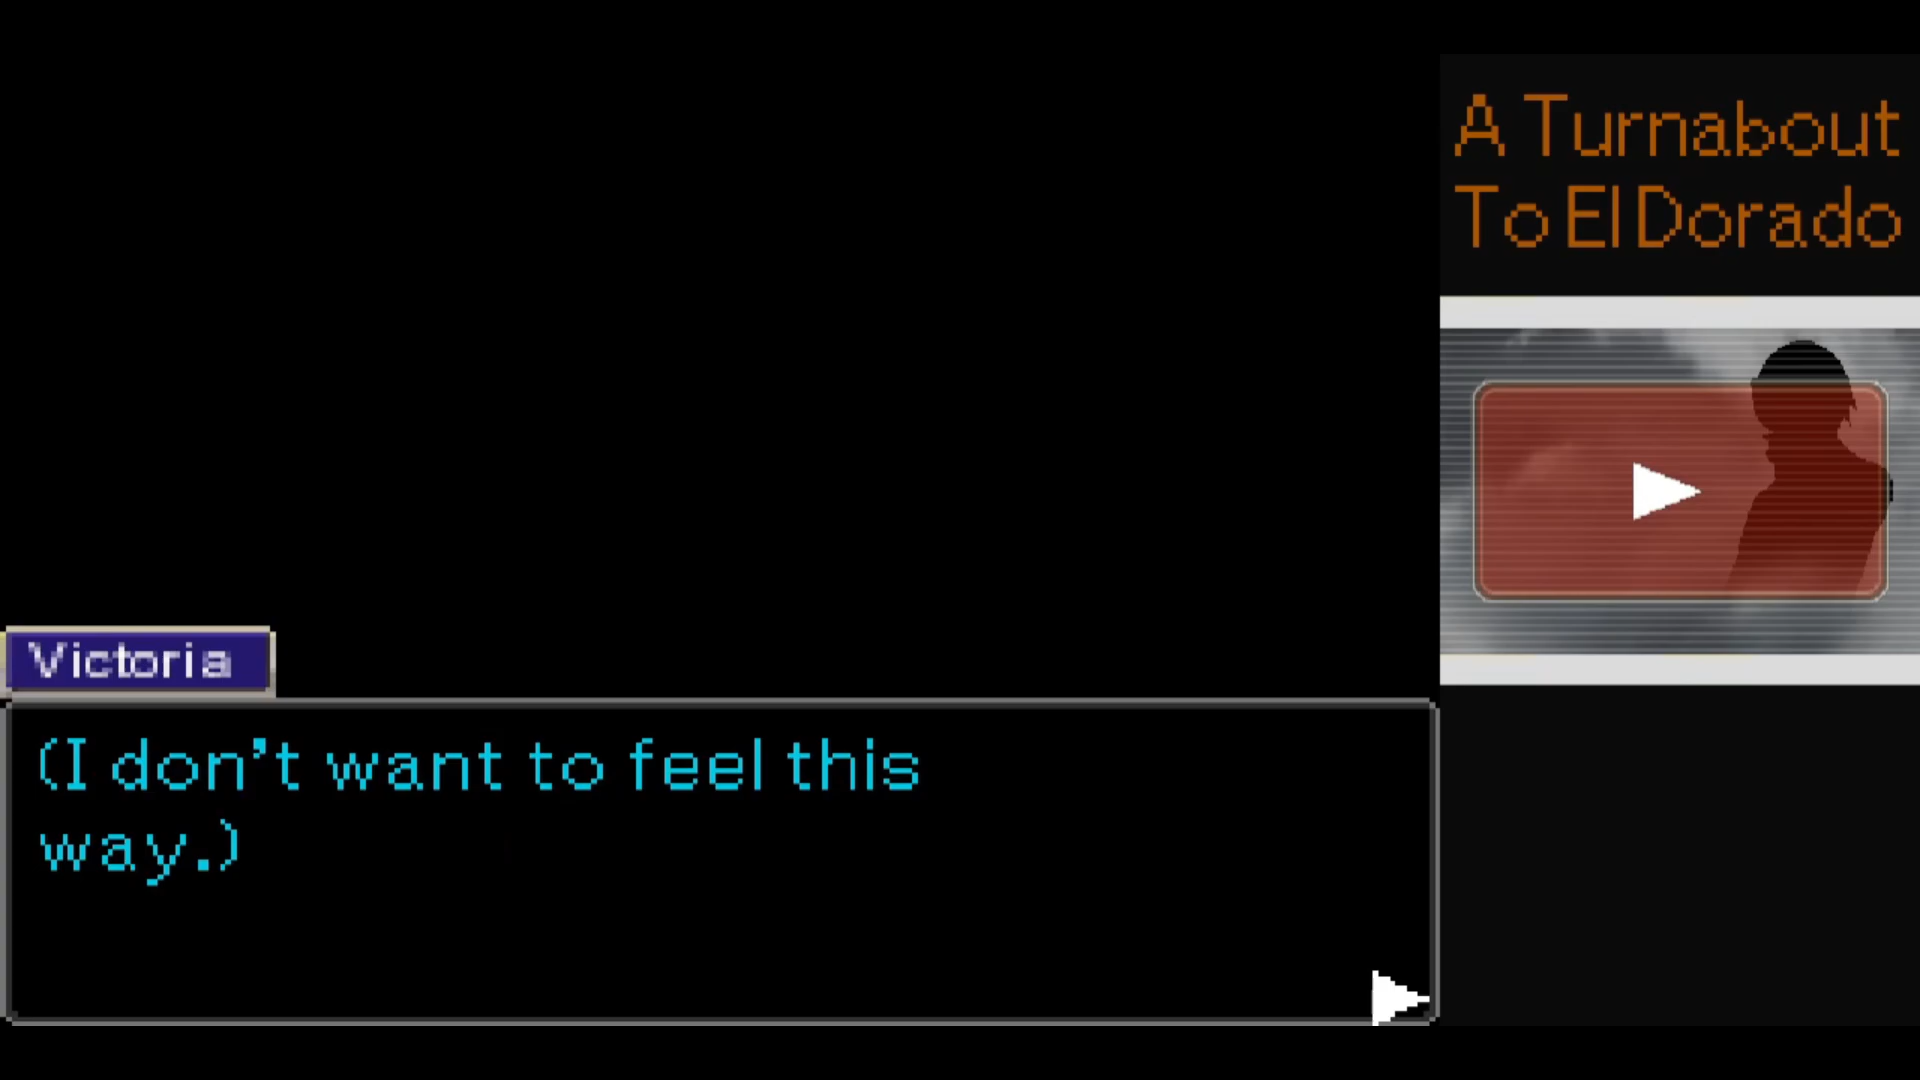 A Turnabout
To El Dorado
Victoria
(I don't want to feel this
way.)